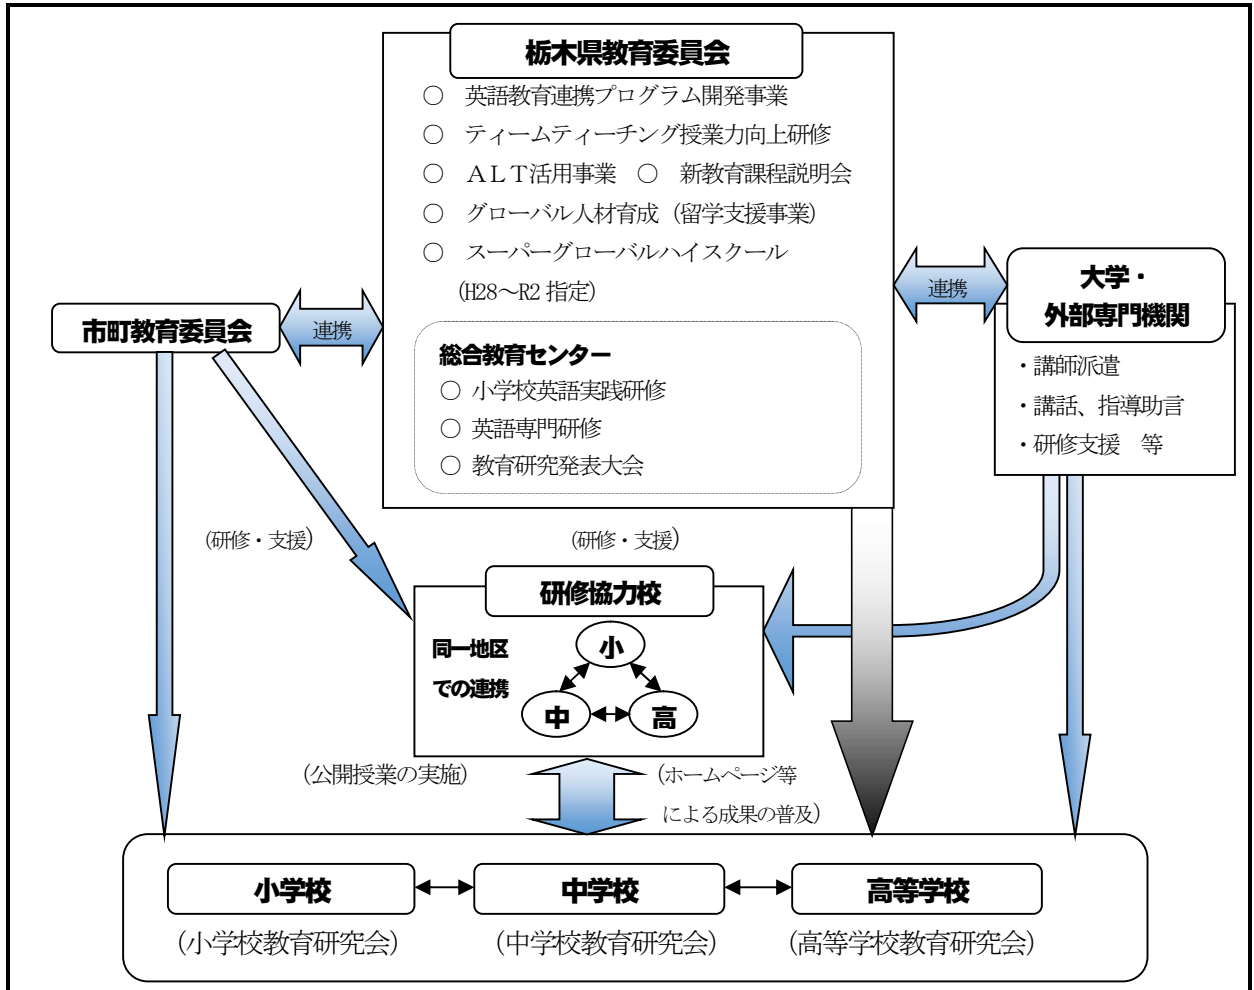 栃木県教育委員会
○ 英語教育連携プログラム開発事業
○ ティームティーチング授業力向上研修
○ ＡＬＴ活用事業 ○ 新教育課程説明会
○ グローバル人材育成（留学支援事業）
○ スーパーグローバルハイスクール
（H28～R2 指定）
総合教育センター
○ 小学校英語実践研修
○ 英語専門研修
○ 教育研究発表大会
市町教育委員会
連携
連携
大学・
外部専門機関
・講師派遣
・講話、指導助言
・研修支援 等
（研修・支援）
（研修・支援）
研修協力校
同一地区
での連携
小
中
高
（公開授業の実施）
（ホームページ等
による成果の普及）
小学校
（小学校教育研究会）
中学校
（中学校教育研究会）
高等学校
（高等学校教育研究会）